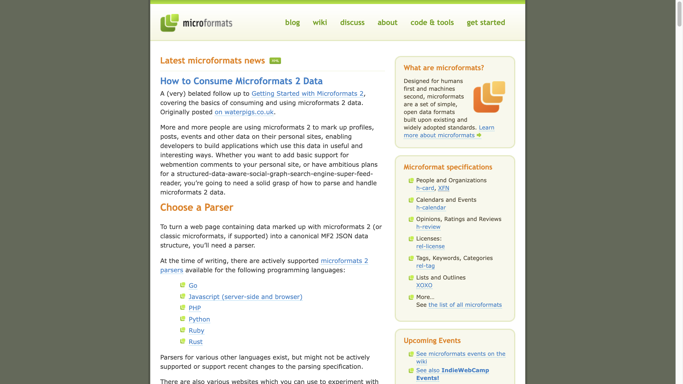 microformats
blog wiki discuss about code & tools get started
Latest microformats news
How to Consume Microformats 2 Data
A (very) belated follow up to Getting Started with Microformats 2,
covering the basics of consuming and using microformats 2 data.
Originally posted on waterpigs.co.uk.
More and more people are using microformats 2 to mark up profiles,
posts, events and other data on their personal sites, enabling
developers to build applications which use this data in useful and
interesting ways. Whether you want to add basic support for
webmention comments to your personal site, or have ambitious plans
for a structured-data-aware-social-graph-search-engine-super-feed-
reader, you're going to need a solid grasp of how to parse and handle
microformats 2 data.
Choose a Parser
To turn a web page containing data marked up with microformats 2 (or
classic microformats, if supported) into a canonical MF2 JSON data
structure, you'll need a parser.
At the time of writing, there are actively supported microformats 2
parsers available for the following programming languages:
Go
Javascript (server-side and browser)
PHP
Python
Ruby
Rust
Parsers for various other languages exist, but might not be actively
supported or support recent changes to the parsing specification.
There are also various websites which you can use to experiment with
What are microformats?
Designed for humans
first and machines
second, microformats
are a set of simple,
open data formats
built upon existing and
widely adopted standards. Learn
more about microformats
Microformat specifications
People and Organizations
h-card, XFN
Calendars and Events
h-calendar
Opinions, Ratings and Reviews
h-review
Licenses:
rel-license
Tags, Keywords, Categories
rel-tag
Lists and Outlines
XOXO
More...
See the list of all microformats
Upcoming Events
See microformats events on the
wiki
See also IndieWebCamp
Events!